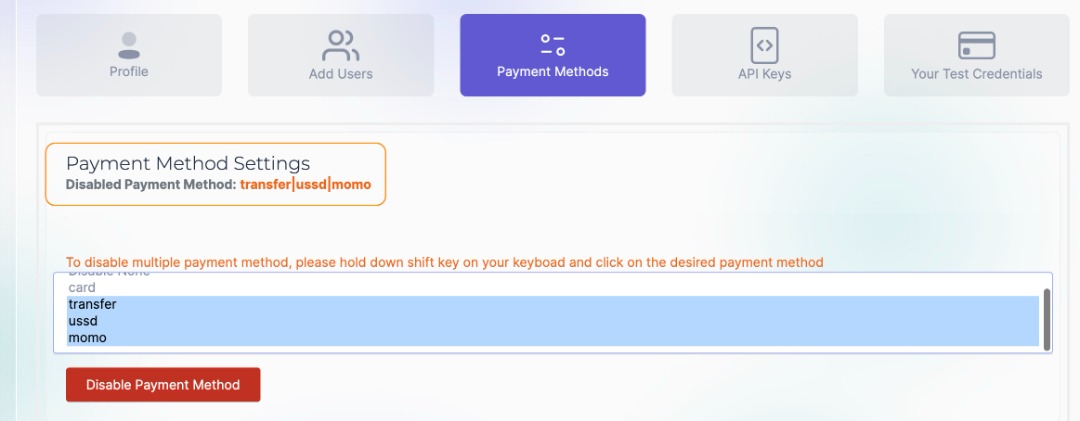 Profile
Add Users
Payment Methods
API Keys
Your Test Credentials
Payment Method Settings
Disabled Payment Method: transfer|ussd|momo
To disable multiple payment method, please hold down shift key on your keyboad and click on the desired payment method
Disable None
card
transfer
ussd
momo
Disable Payment Method